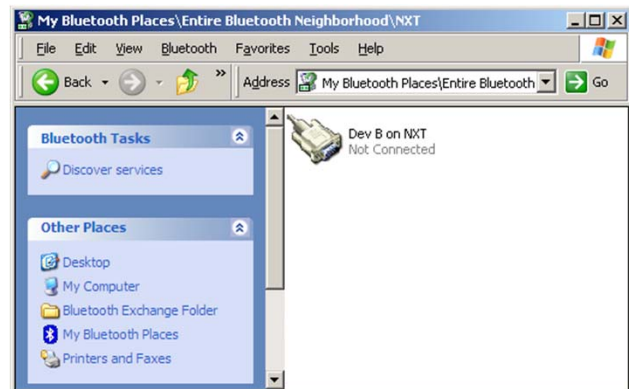 My Bluetooth Places\Entire Bluetooth Neighborhood\NXT
File Edit View Bluetooth Favorites Tools Help
Back » Address My Bluetooth Places\Entire Bluetooth Go
Bluetooth Tasks
Discover services
Other Places
Desktop
My Computer
Bluetooth Exchange Folder
My Bluetooth Places
Printers and Faxes
Dev B on NXT
Not Connected